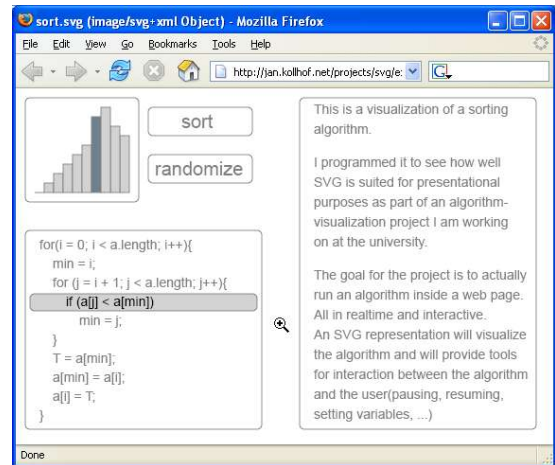 sort.svg (image/svg+xml Object) - Mozilla Firefox
File Edit View Go Bookmarks Tools Help
http://jan.kollhof.net/projects/svg/e:
G
sort
randomize
for(i = 0; i < a.length; i++){
min = i;
for (j = i + 1; j < a.length; j++){
if (a[j] < a[min])
min = j;
}
T = a[min];
a[min] = a[i];
a[i] = T;
}
This is a visualization of a sorting
algorithm.
I programmed it to see how well
SVG is suited for presentational
purposes as part of an algorithm-
visualization project I am working
on at the university.
The goal for the project is to actually
run an algorithm inside a web page.
All in realtime and interactive.
An SVG representation will visualize
the algorithm and will provide tools
for interaction between the algorithm
and the user(pausing, resuming,
setting variables, ...)
Done